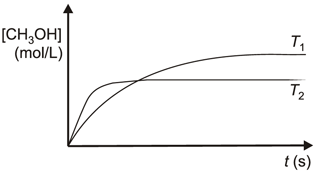 [CH₃OH]
(mol/L)
T₁
T₂
t (s)